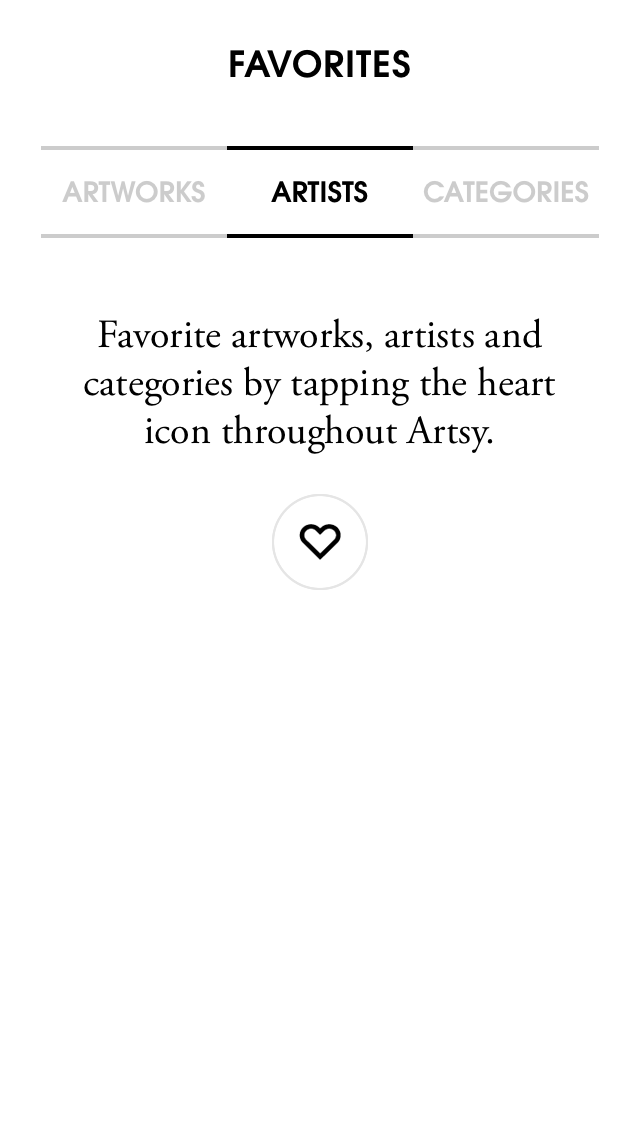 FAVORITES
ARTWORKS ARTISTS CATEGORIES
Favorite artworks, artists and
categories by tapping the heart
icon throughout Artsy.